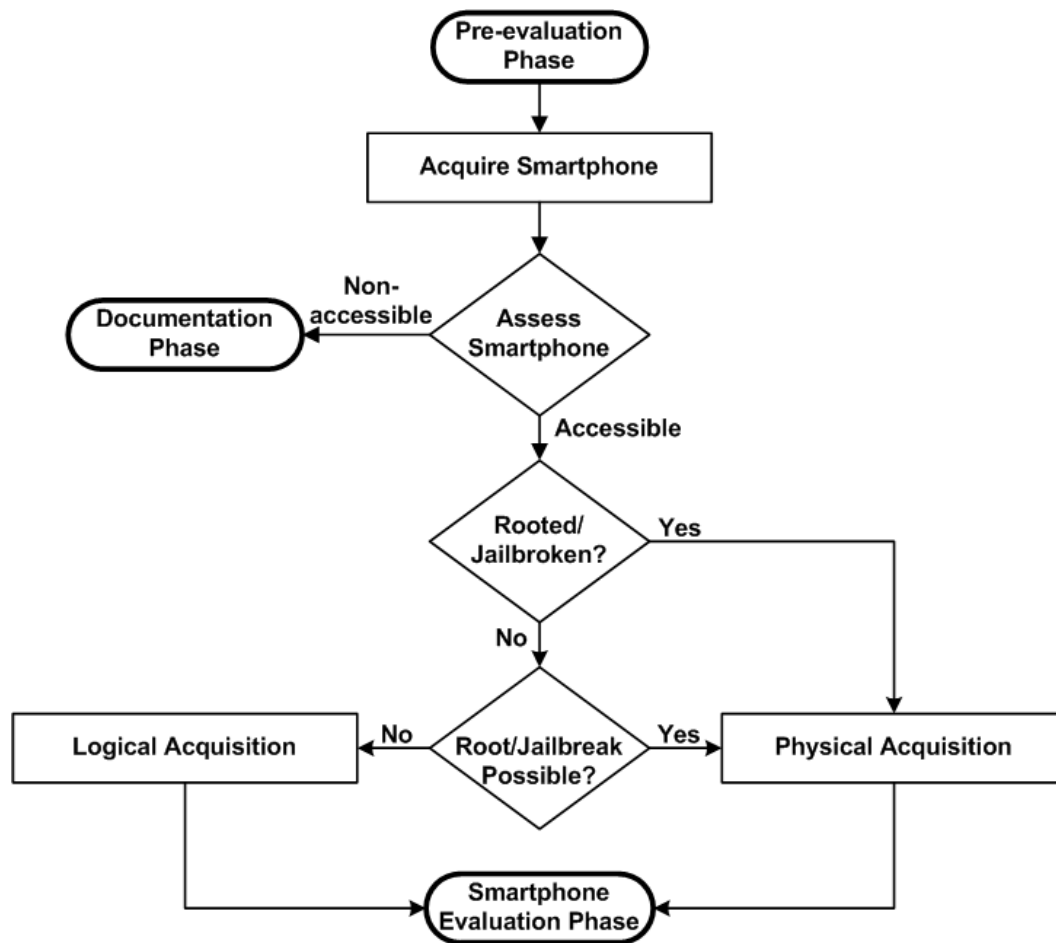 Pre-evaluation
Phase
Acquire Smartphone
Non-
accessible
Documentation
Phase
Assess
Smartphone
Accessible
Rooted/
Jailbroken?
Yes
No
Logical Acquisition
No
Root/Jailbreak
Possible?
Yes
Physical Acquisition
Smartphone
Evaluation Phase